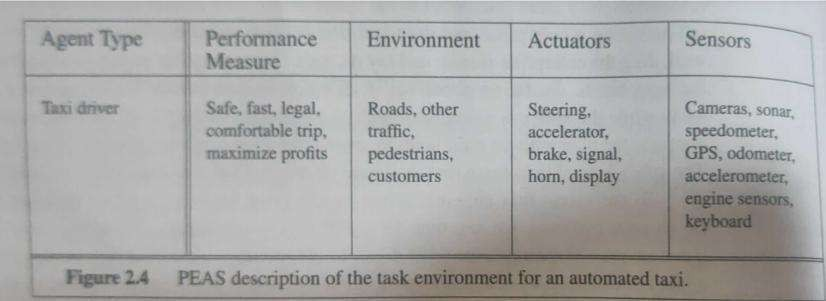 Agent Type
Performance
Measure
Environment
Actuators
Sensors
Taxi driver
Safe, fast, legal,
comfortable trip,
maximize profits
Roads, other
traffic,
pedestrians,
customers
Steering,
accelerator,
brake, signal,
horn, display
Cameras, sonar,
speedometer,
GPS, odometer,
accelerometer,
engine sensors,
keyboard
Figure 2.4 PEAS description of the task environment for an automated taxi.